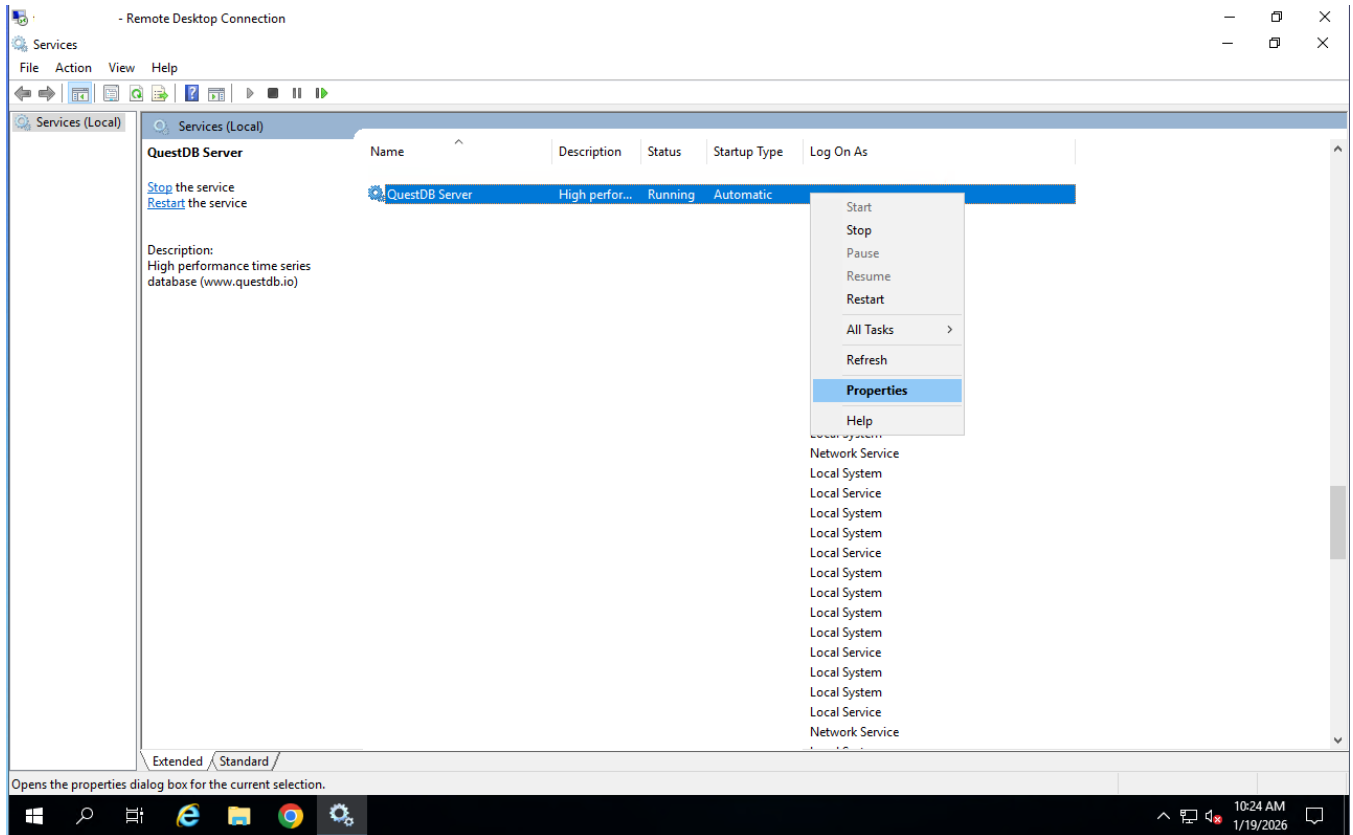 - Remote Desktop Connection
Services
File Action View Help
Services (Local)
Services (Local)
QuestDB Server
Stop the service
Restart the service
Description:
High performance time series
database (www.questdb.io)
Name Description Status Startup Type Log On As
QuestDB Server High perfor... Running Automatic
Start
Stop
Pause
Resume
Restart
All Tasks
Refresh
Properties
Help
Local System
Network Service
Local System
Local Service
Local System
Local System
Local Service
Local System
Local System
Local System
Local System
Local Service
Local System
Local System
Local Service
Network Service
Extended Standard
Opens the properties dialog box for the current selection.
10:24 AM
1/19/2026